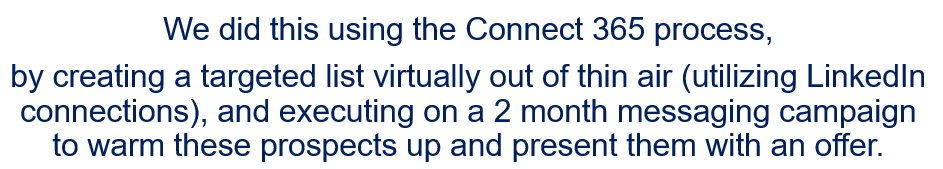 We did this using the Connect 365 process,
by creating a targeted list virtually out of thin air (utilizing LinkedIn
connections), and executing on a 2 month messaging campaign
to warm these prospects up and present them with an offer.